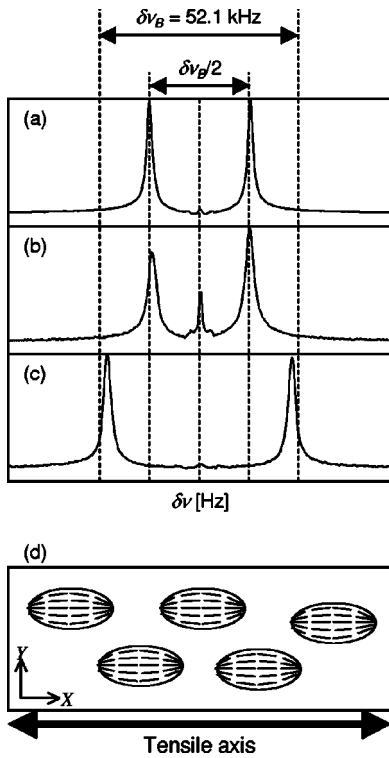 δν_B = 52.1 kHz
δν_B/2
(a)
(b)
(c)
δν [Hz]
(d)
Y
X
Tensile axis